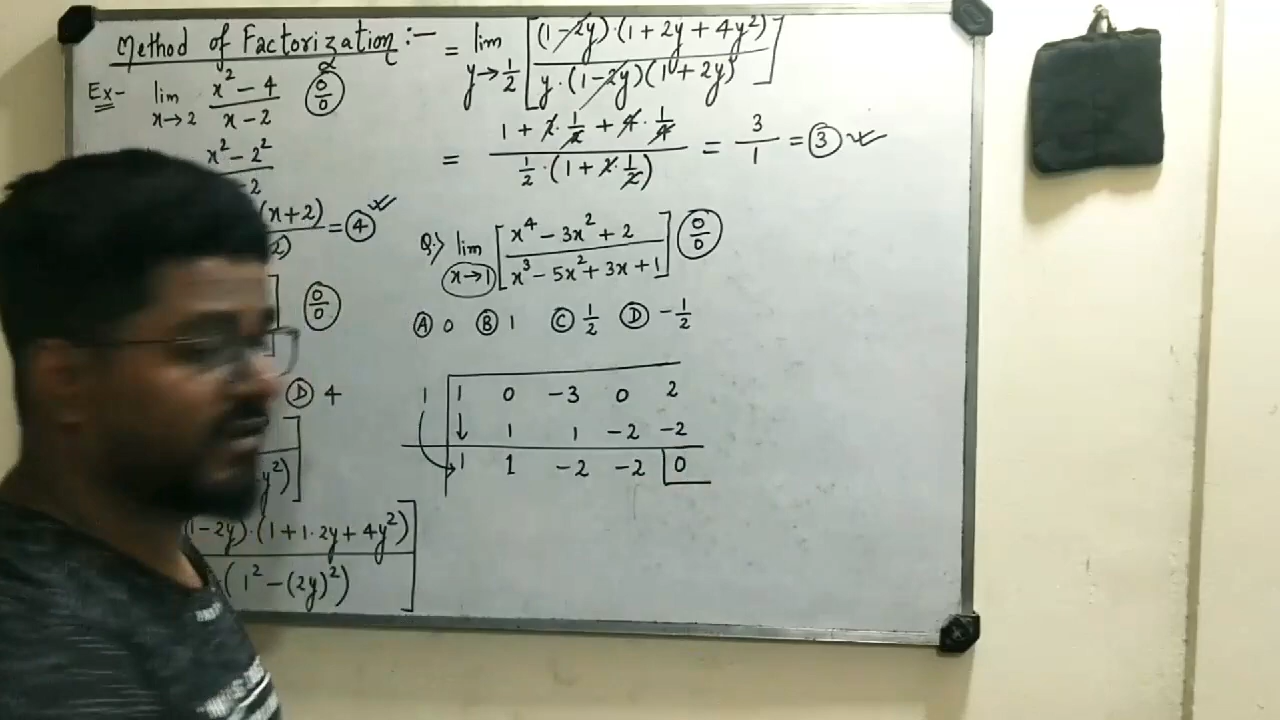 Method of Factorization :-
Ex- lim x→2 x² - 4 / x - 2 (0/0)
x² - 2²
- 2
(x+2) = ④
[0/0]
Ⓓ 4
y²)]
(1-2y)·(1+1·2y+4y²)]
(1² - (2y)²)
= lim y→1/2 [(1-2y)·(1+2y+4y²) / y·(1-2y)(1+2y)]
= 1 + 2·1/2 + 4·1/4 / 1/2·(1+2·1/2) = 3/1 = ③
Q.) lim x→1 [x⁴ - 3x² + 2 / x³ - 5x² + 3x + 1] (0/0)
Ⓐ 0 Ⓑ 1 Ⓒ 1/2 Ⓓ -1/2
1 | 1 0 -3 0 2
↓ 1 1 -2 -2
1 1 -2 -2 |0